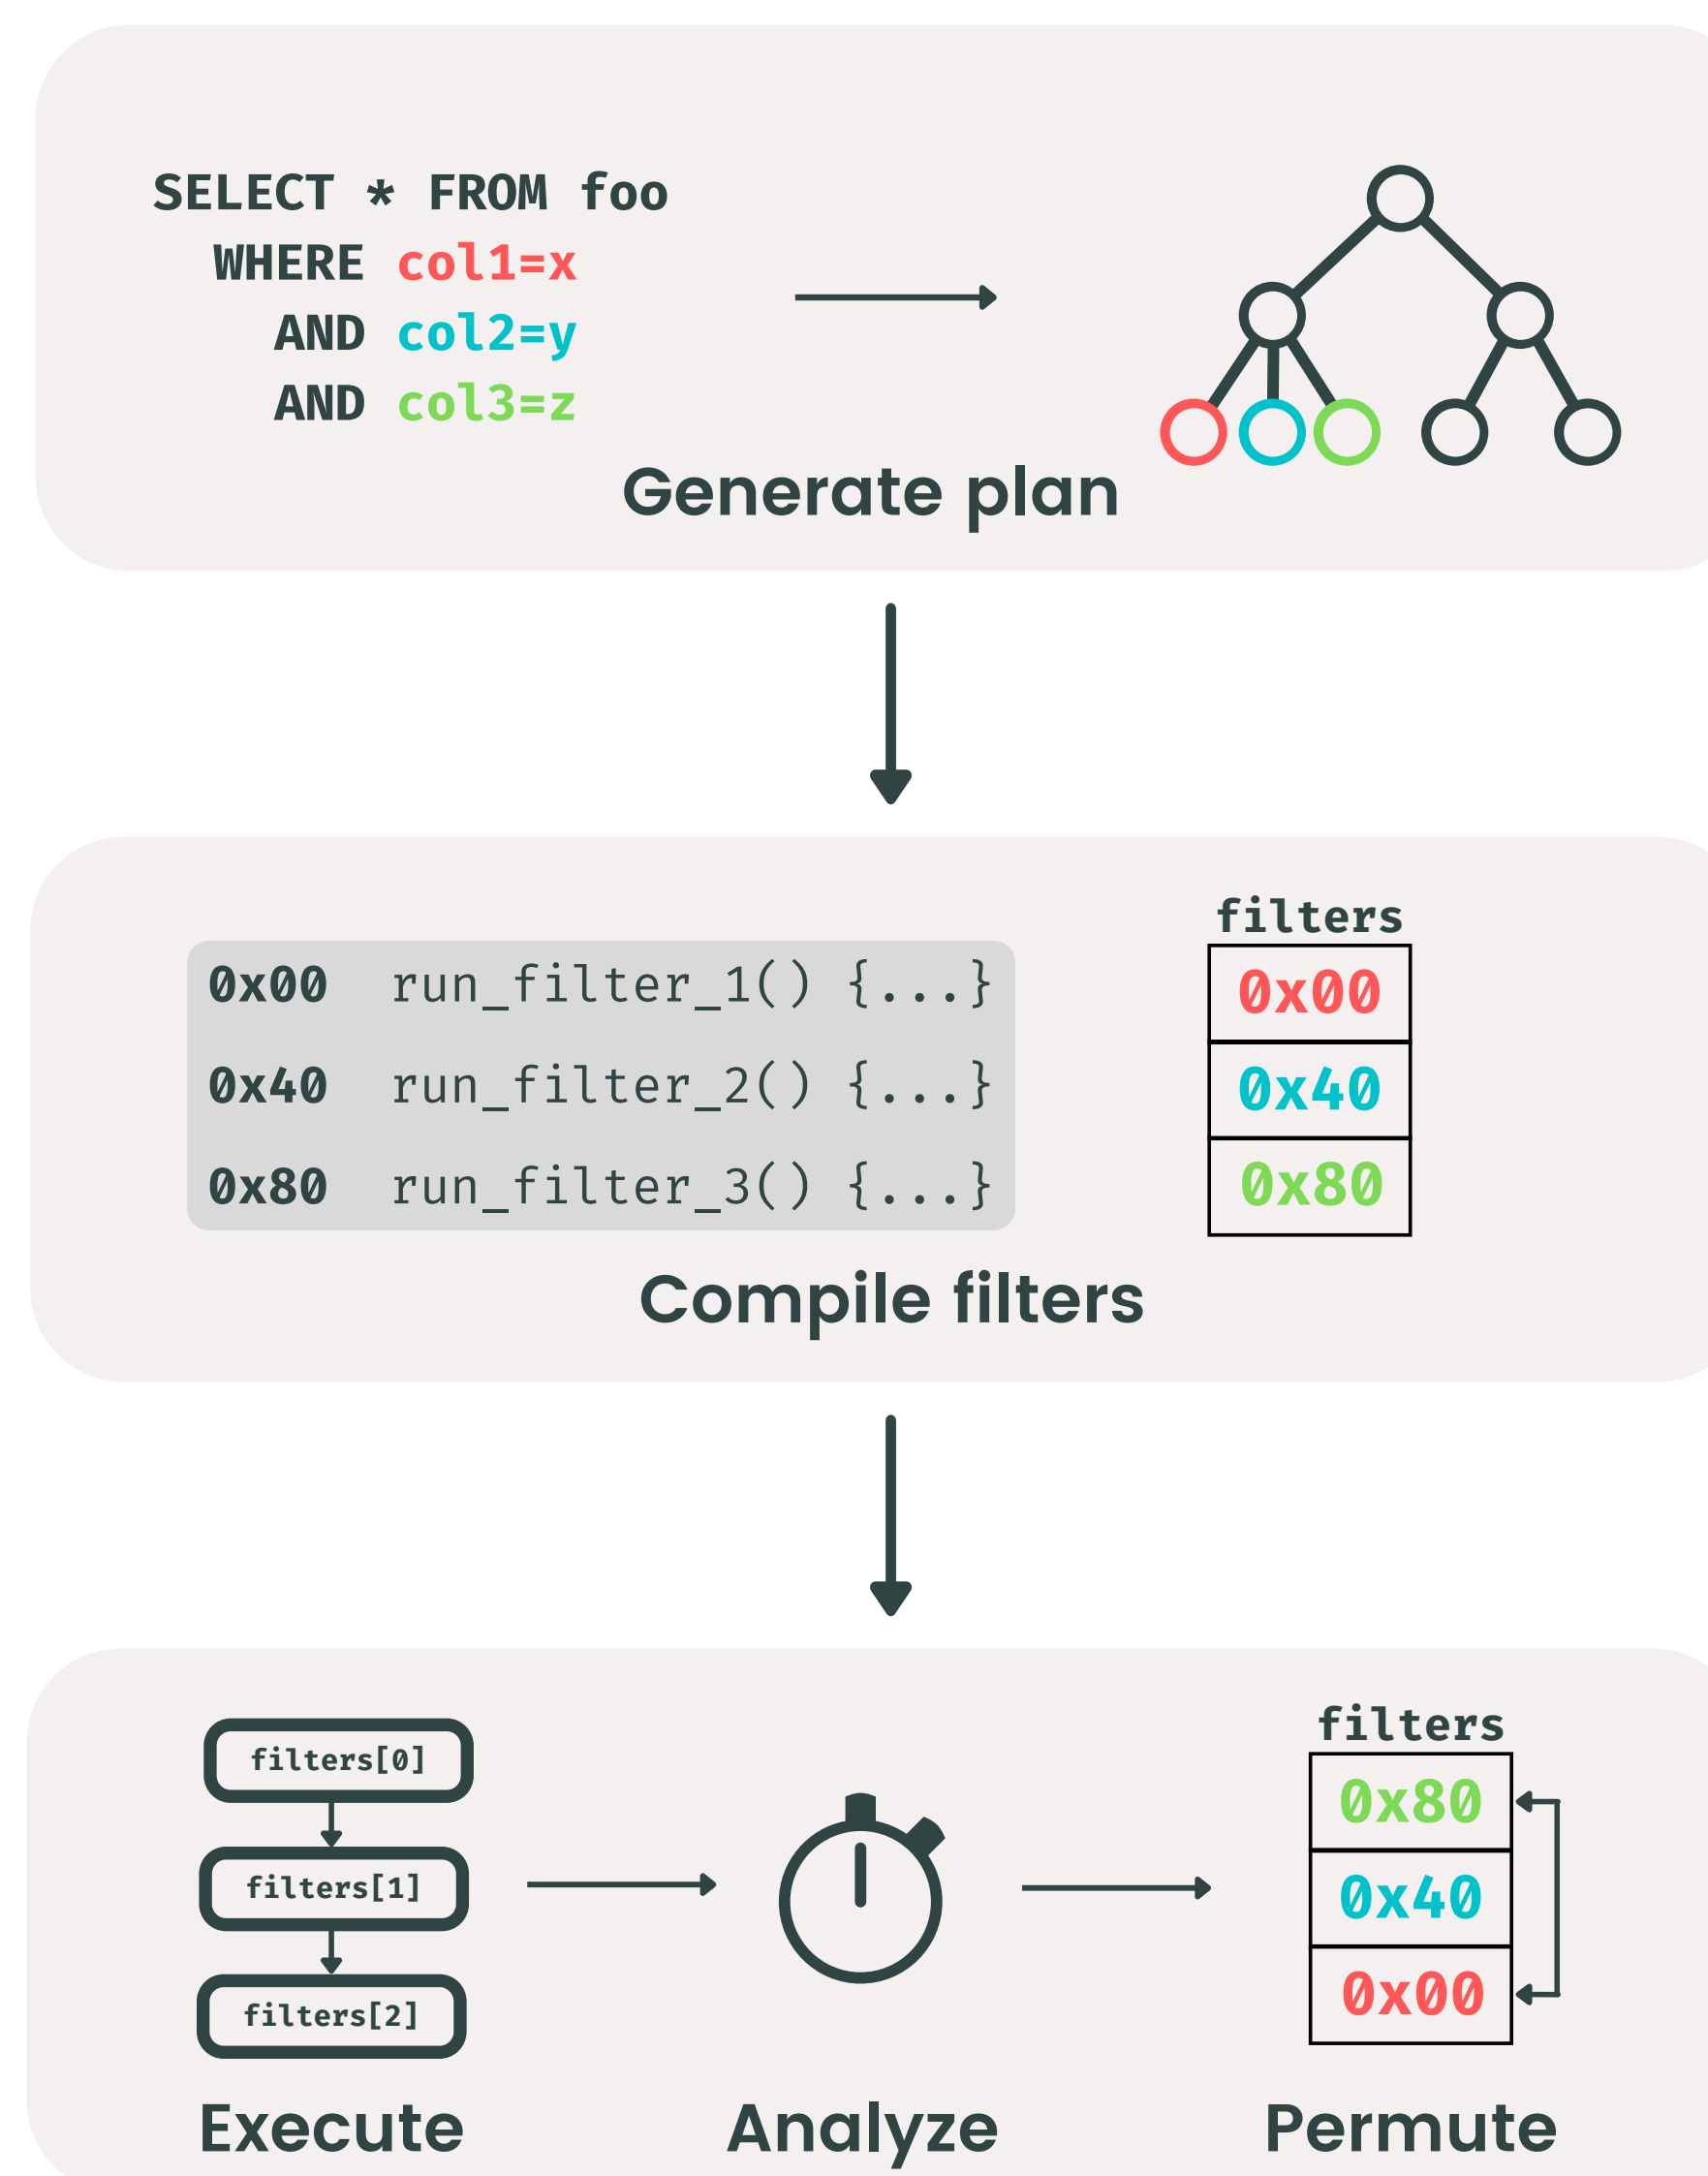 SELECT * FROM foo
WHERE col1=x
AND col2=y
AND col3=z
Generate plan
0x00 run_filter_1() {...}
0x40 run_filter_2() {...}
0x80 run_filter_3() {...}
filters
0x00
0x40
0x80
Compile filters
filters[0]
filters[1]
filters[2]
filters
0x80
0x40
0x00
Execute
Analyze
Permute